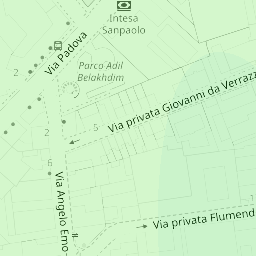 Intesa
Sanpaolo
Via Padova
Parco Adil
Belakhdim
2
5
Via privata Giovanni da Verrazz
2
6
Via Angelo Emo
1
Via privata Flumend